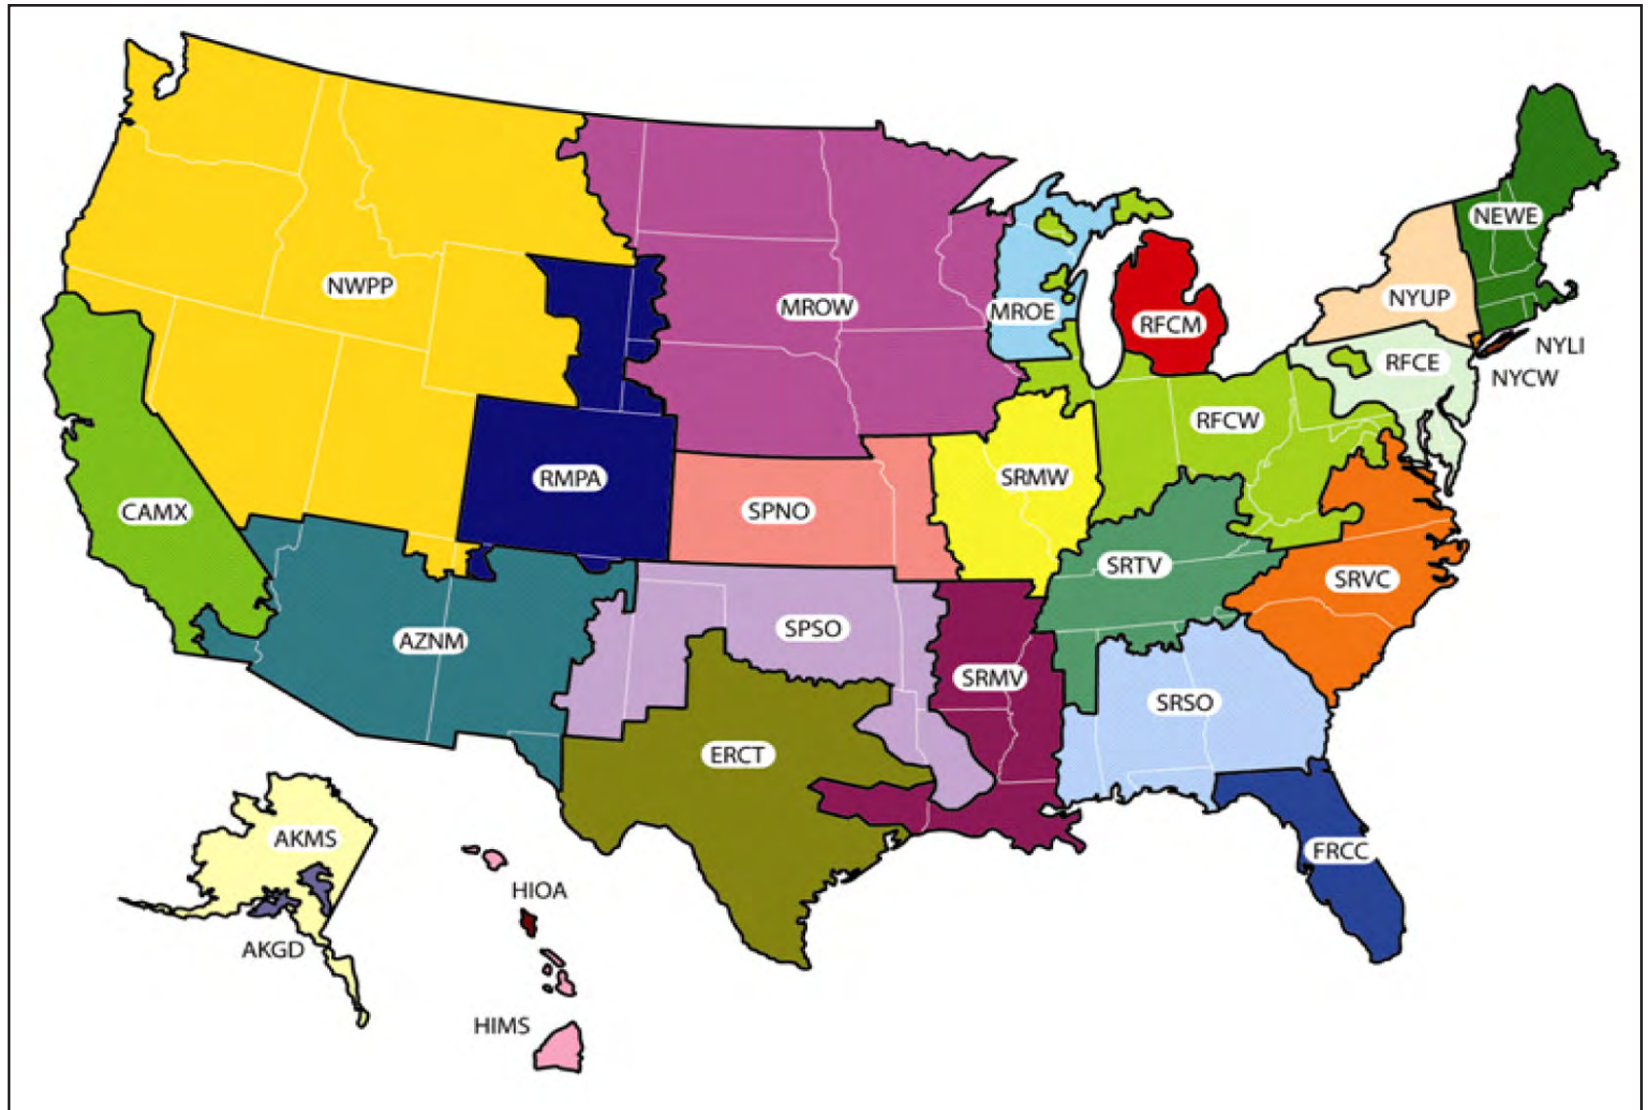 NEWE
NWPP
NYUP
MROW
MROE
RFCM
NYLI
RFCE
NYCW
RFCW
RMPA
SRMW
CAMX
SPNO
SRTV
SRVC
SPSO
AZNM
SRMV
SRSO
ERCT
AKMS
FRCC
HIOA
AKGD
HIMS